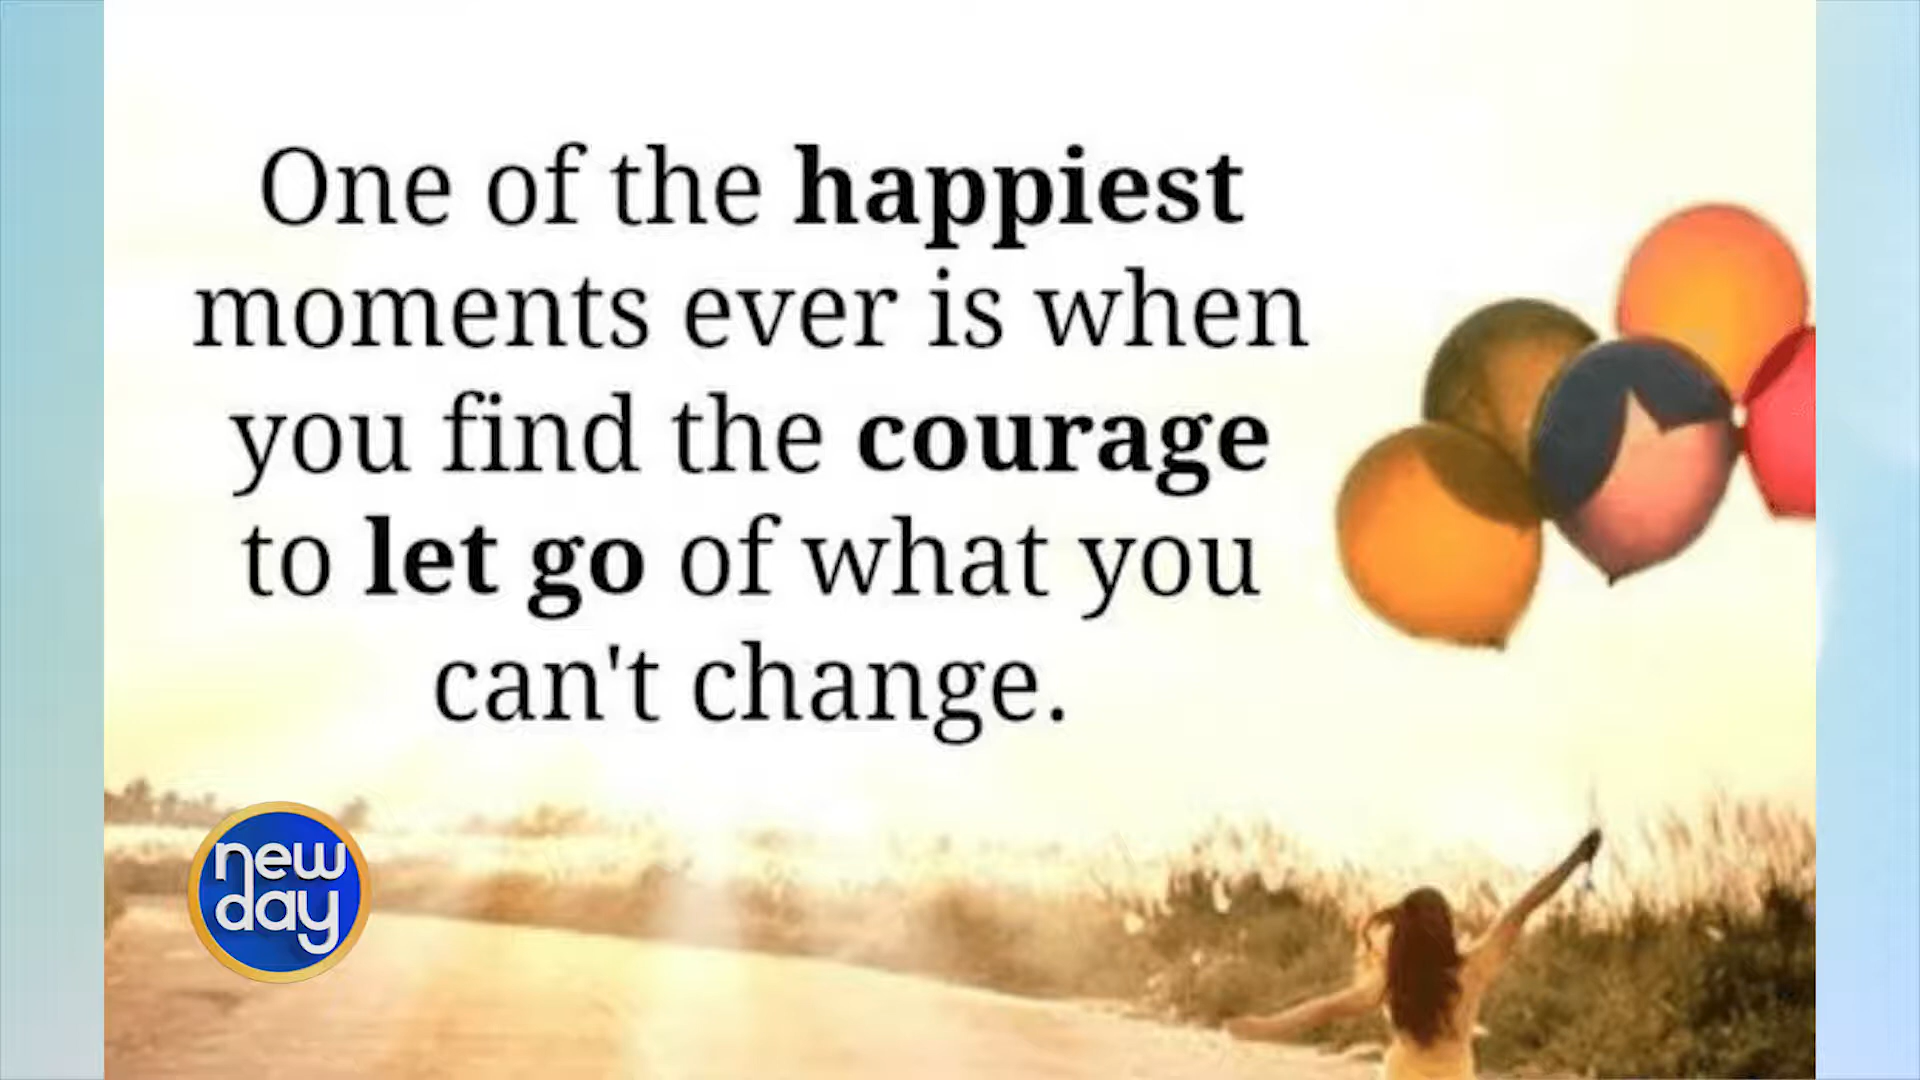 One of the happiest
moments ever is when
you find the courage
to let go of what you
can't change.
new
day